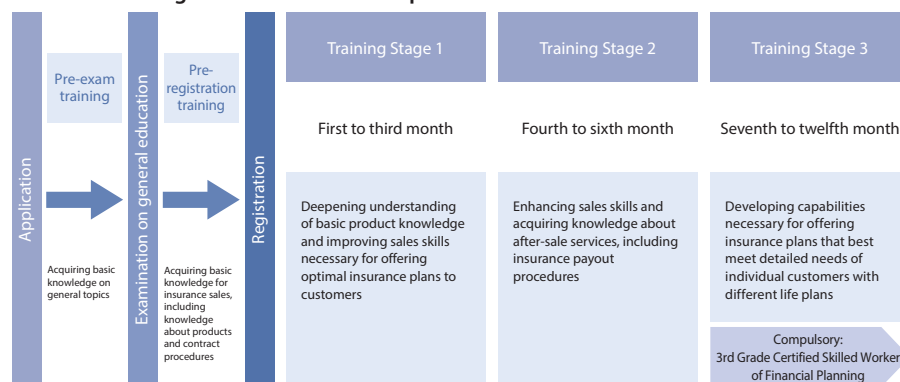 Application
Pre-exam
training
Acquiring basic
knowledge on
general topics
Examination on general education
Pre-
registration
training
Acquiring basic
knowledge for
insurance sales,
including
knowledge
about products
and contract
procedures
Registration
Training Stage 1
First to third month
Deepening understanding
of basic product knowledge
and improving sales skills
necessary for offering
optimal insurance plans to
customers
Training Stage 2
Fourth to sixth month
Enhancing sales skills and
acquiring knowledge about
after-sale services, including
insurance payout
procedures
Training Stage 3
Seventh to twelfth month
Developing capabilities
necessary for offering
insurance plans that best
meet detailed needs of
individual customers with
different life plans
Compulsory:
3rd Grade Certified Skilled Worker
of Financial Planning